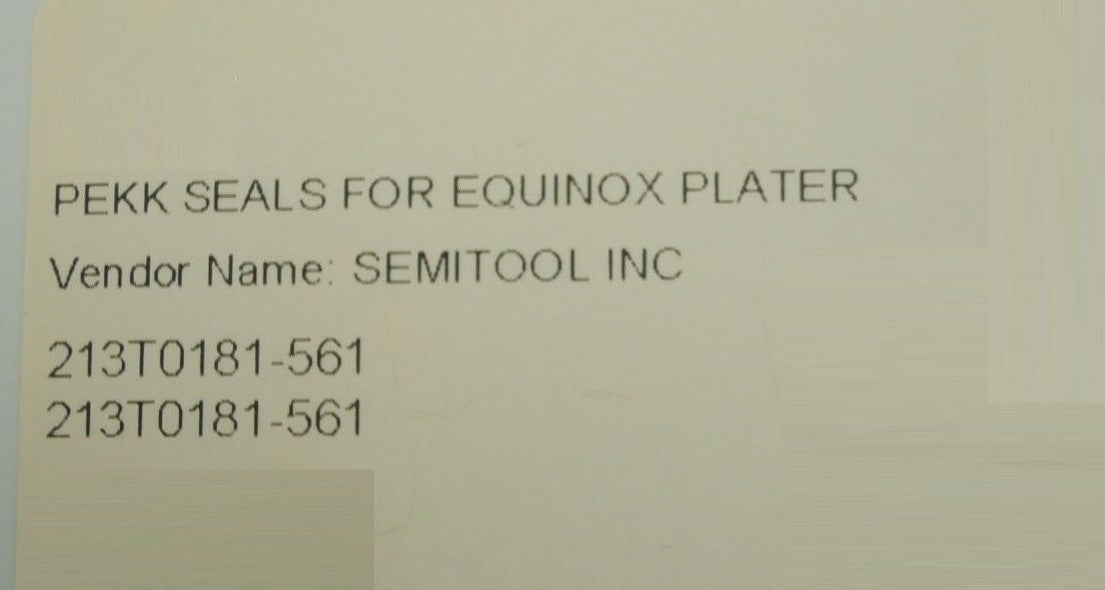 PEKK SEALS FOR EQUINOX PLATER
Vendor Name: SEMITOOL INC
213T0181-561
213T0181-561